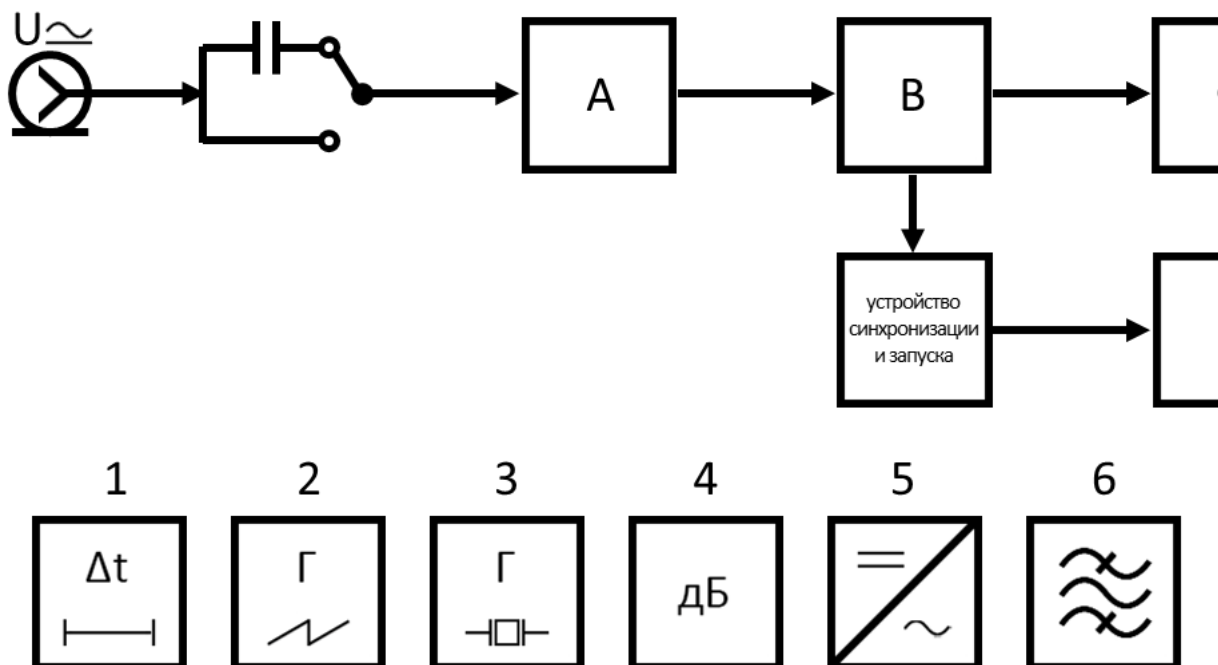 U
A
B
устройство
синхронизации
и запуска
1 2 3 4 5 6
Δt Г Г дБ